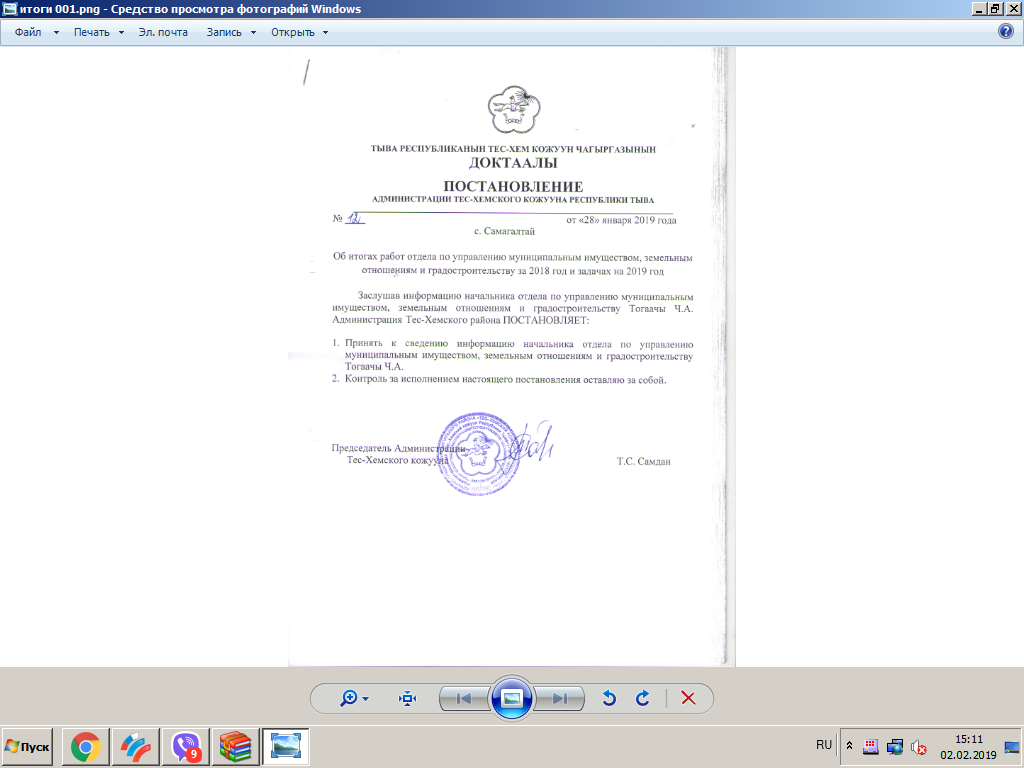 итоги 001.png - Средство просмотра фотографий Windows
Файл Печать Эл. почта Запись Открыть
ТЫВА РЕСПУБЛИКАНЫН ТЕС-ХЕМ КОЖУУН ЧАГЫРГАЗЫНЫН
ДОКТААЛЫ
ПОСТАНОВЛЕНИЕ
АДМИНИСТРАЦИИ ТЕС-ХЕМСКОГО КОЖУУНА РЕСПУБЛИКИ ТЫВА
№ от «28» января 2019 года
с. Самагалтай
Об итогах работ отдела по управлению муниципальным имуществом, земельным
отношениям и градостроительству за 2018 год и задачах на 2019 год
Заслушав информацию начальника отдела по управлению муниципальным
имуществом, земельным отношениям и градостроительству Тогаачы Ч.А.
Администрация Тес-Хемского района ПОСТАНОВЛЯЕТ:
1. Принять к сведению информацию начальника отдела по управлению
муниципальным имуществом, земельным отношениям и градостроительству
Тогаачы Ч.А.
2. Контроль за исполнением настоящего постановления оставляю за собой.
Председатель Администрации
Тес-Хемского кожууна Т.С. Самдан
Пуск
9
RU
15:11
02.02.2019